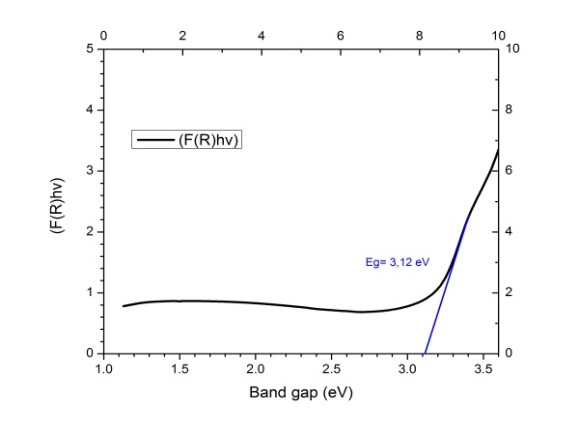 0 2 4 6 8 10
5 10
4 8
(F(R)hv)
3 6
(F(R)hv)
2 4
Eg= 3,12 eV
1 2
0 0
1.0 1.5 2.0 2.5 3.0 3.5
Band gap (eV)